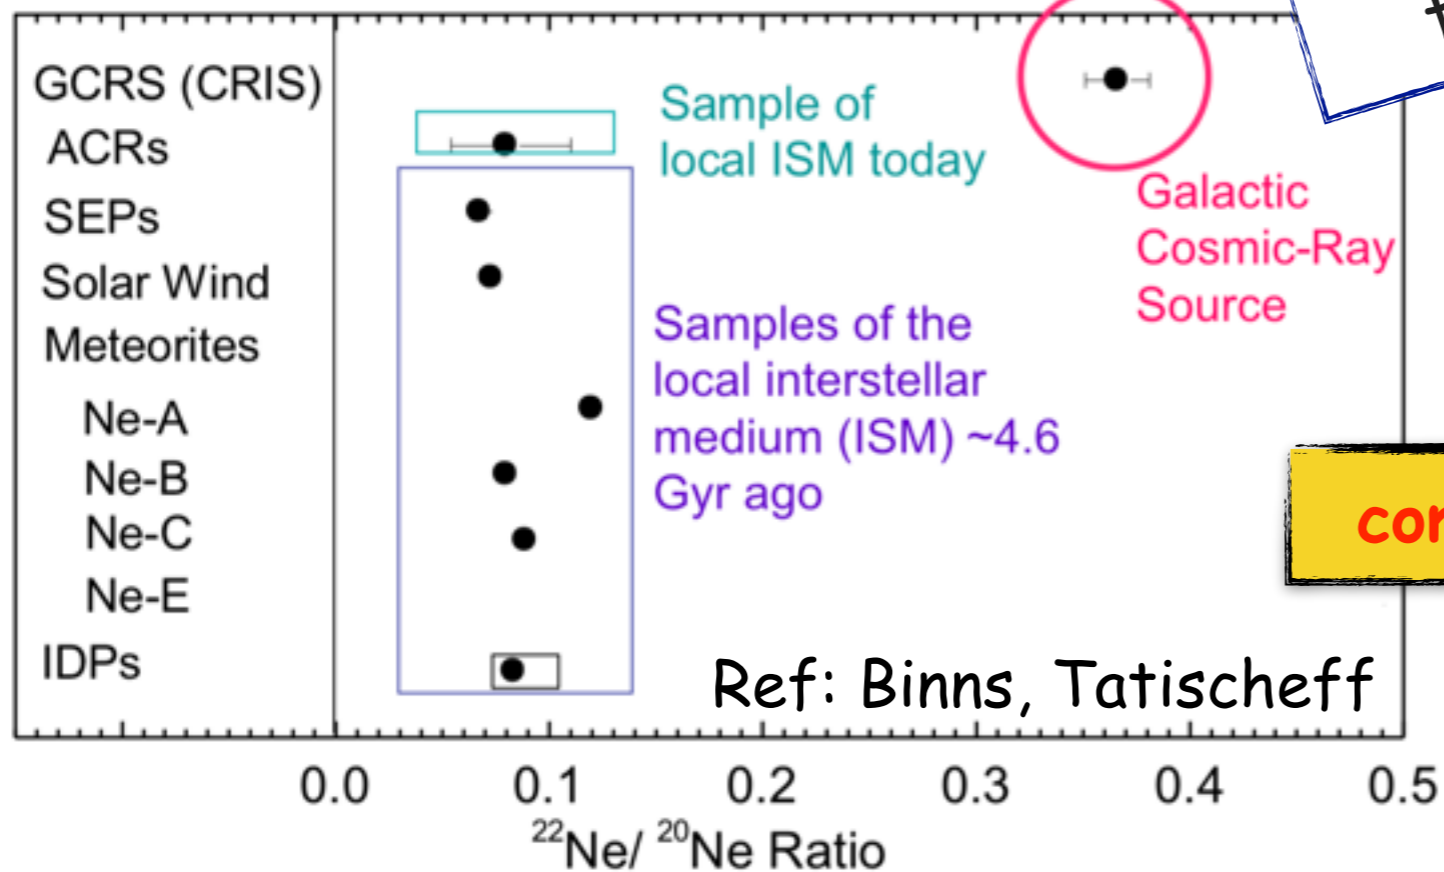 GCRS (CRIS)
ACRs
SEPs
Solar Wind
Meteorites
Ne-A
Ne-B
Ne-C
Ne-E
IDPs
Sample of
local ISM today
Galactic
Cosmic-Ray
Source
Samples of the
local interstellar
medium (ISM) ~4.6
Gyr ago
Ref: Binns, Tatischeff
0.0 0.1 0.2 0.3 0.4 0.5
²²Ne/ ²⁰Ne Ratio